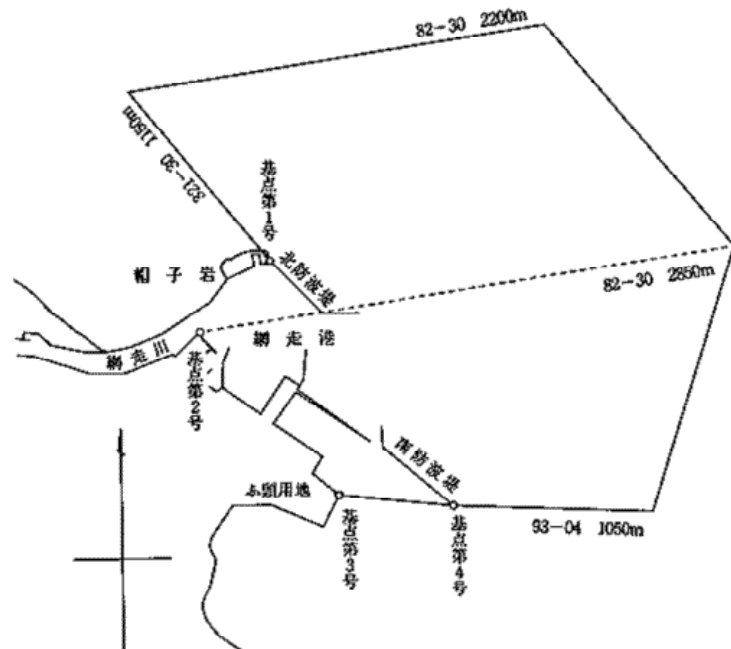 82-30 2200m
321-30 1150m
基点第1号
北防波堤
帽子岩
82-30 2850m
網走港
網走川
基点第2号
南防波堤
ふ頭用地
基点第3号
基点第4号
93-04 1050m